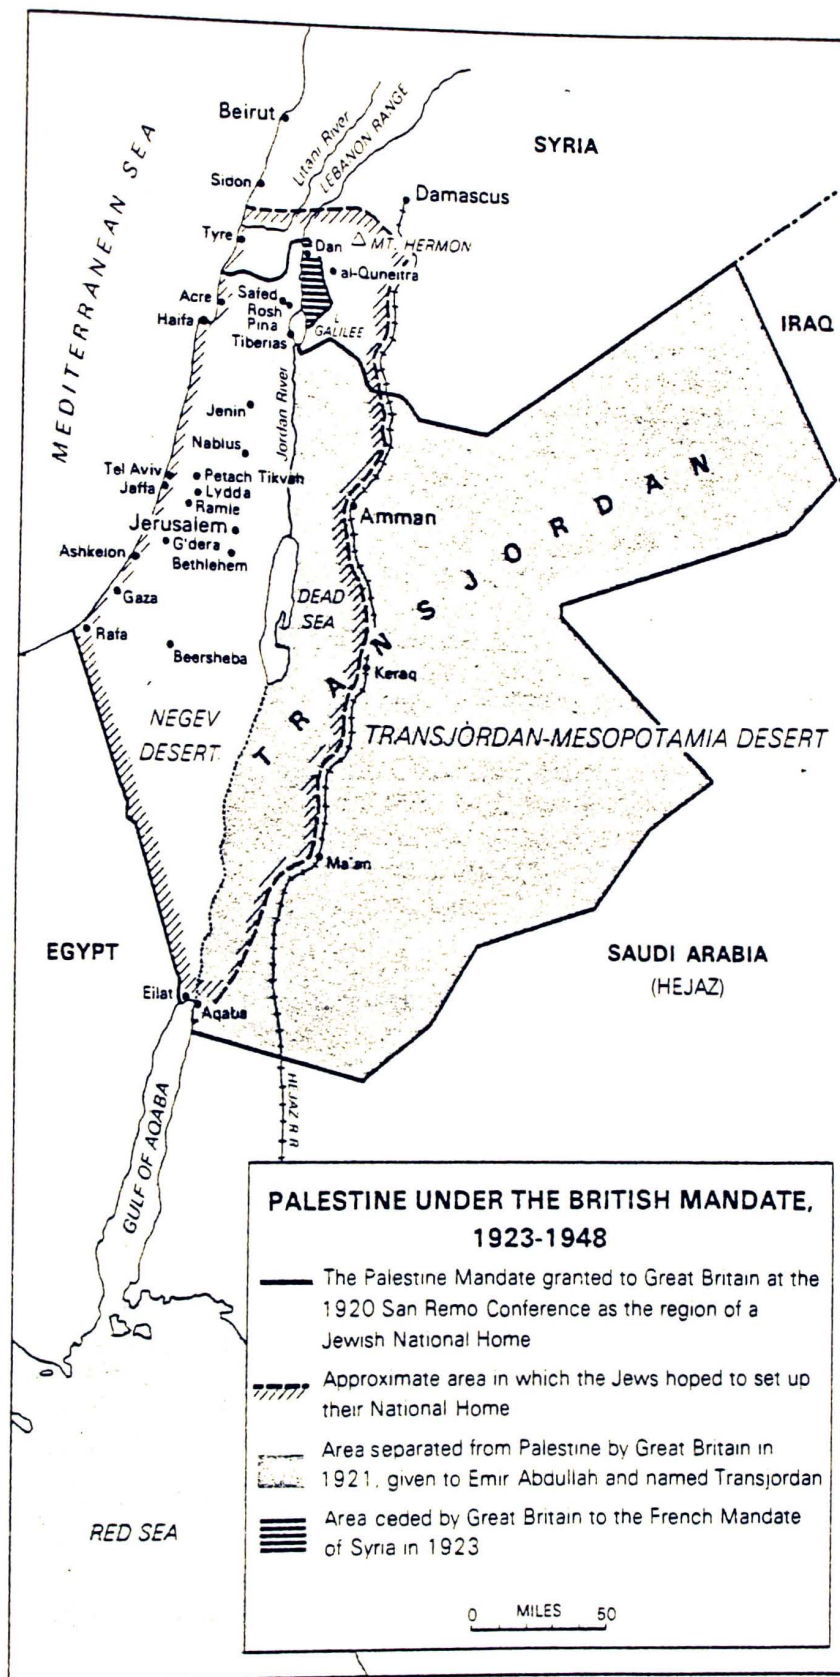 Beirut
MEDITERRANEAN SEA
Litani River
LEBANON RANGE
SYRIA
Sidon
Damascus
Tyre
Dan
MT. HERMON
al-Quneitra
Acre
Safed
Haifa
Rosh
Pina
L
GALILEE
IRAQ
Tiberias
Jordan River
Jenin
Nablus
Tel Aviv
Petach Tikvah
Jaffa
Lydda
Ramle
Amman
Jerusalem
Ashkelon
G'dera
Bethlehem
DEAD
SEA
Gaza
Rafa
Beersheba
Keraq
TRANSJORDAN
NEGEV
DESERT
TRANSJORDAN-MESOPOTAMIA DESERT
Ma'an
EGYPT
SAUDI ARABIA
(HEJAZ)
Eilat
Aqaba
HEJAZ R.R
GULF OF AQABA
RED SEA
PALESTINE UNDER THE BRITISH MANDATE,
1923-1948
The Palestine Mandate granted to Great Britain at the
1920 San Remo Conference as the region of a
Jewish National Home
Approximate area in which the Jews hoped to set up
their National Home
Area separated from Palestine by Great Britain in
1921, given to Emir Abdullah and named Transjordan
Area ceded by Great Britain to the French Mandate
of Syria in 1923
0 MILES 50